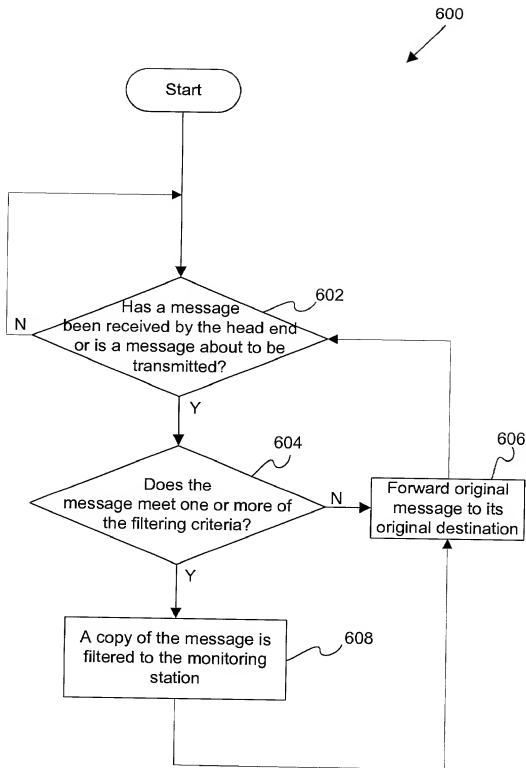 600
Start
Has a message
been received by the head end
or is a message about to be
transmitted?
602
N
Y
604
Does the
message meet one or more of
the filtering criteria?
N
606
Forward original
message to its
original destination
Y
A copy of the message is
filtered to the monitoring
station
608